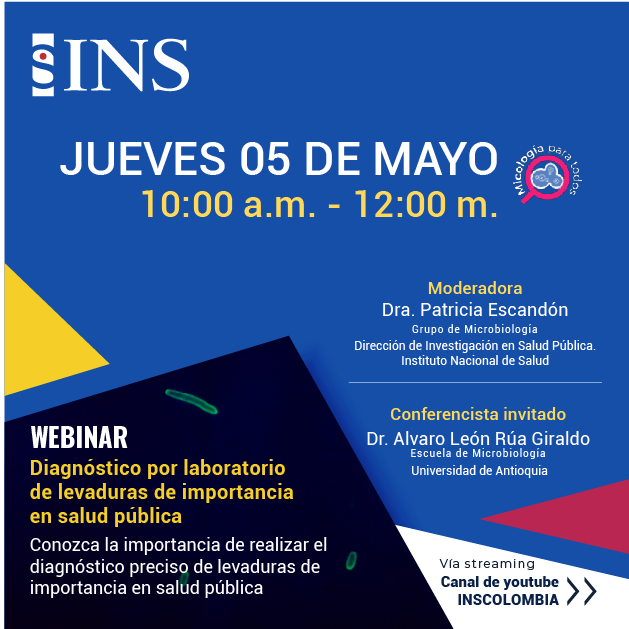 INS
JUEVES 05 DE MAYO
10:00 a.m. - 12:00 m.
Micología para todos
Moderadora
Dra. Patricia Escandón
Grupo de Microbiología
Dirección de Investigación en Salud Pública.
Instituto Nacional de Salud
Conferencista invitado
Dr. Alvaro León Rúa Giraldo
Escuela de Microbiología
Universidad de Antioquia
WEBINAR
Diagnóstico por laboratorio
de levaduras de importancia
en salud pública
Conozca la importancia de realizar el
diagnóstico preciso de levaduras de
importancia en salud pública
Vía streaming
Canal de youtube
INSCOLOMBIA